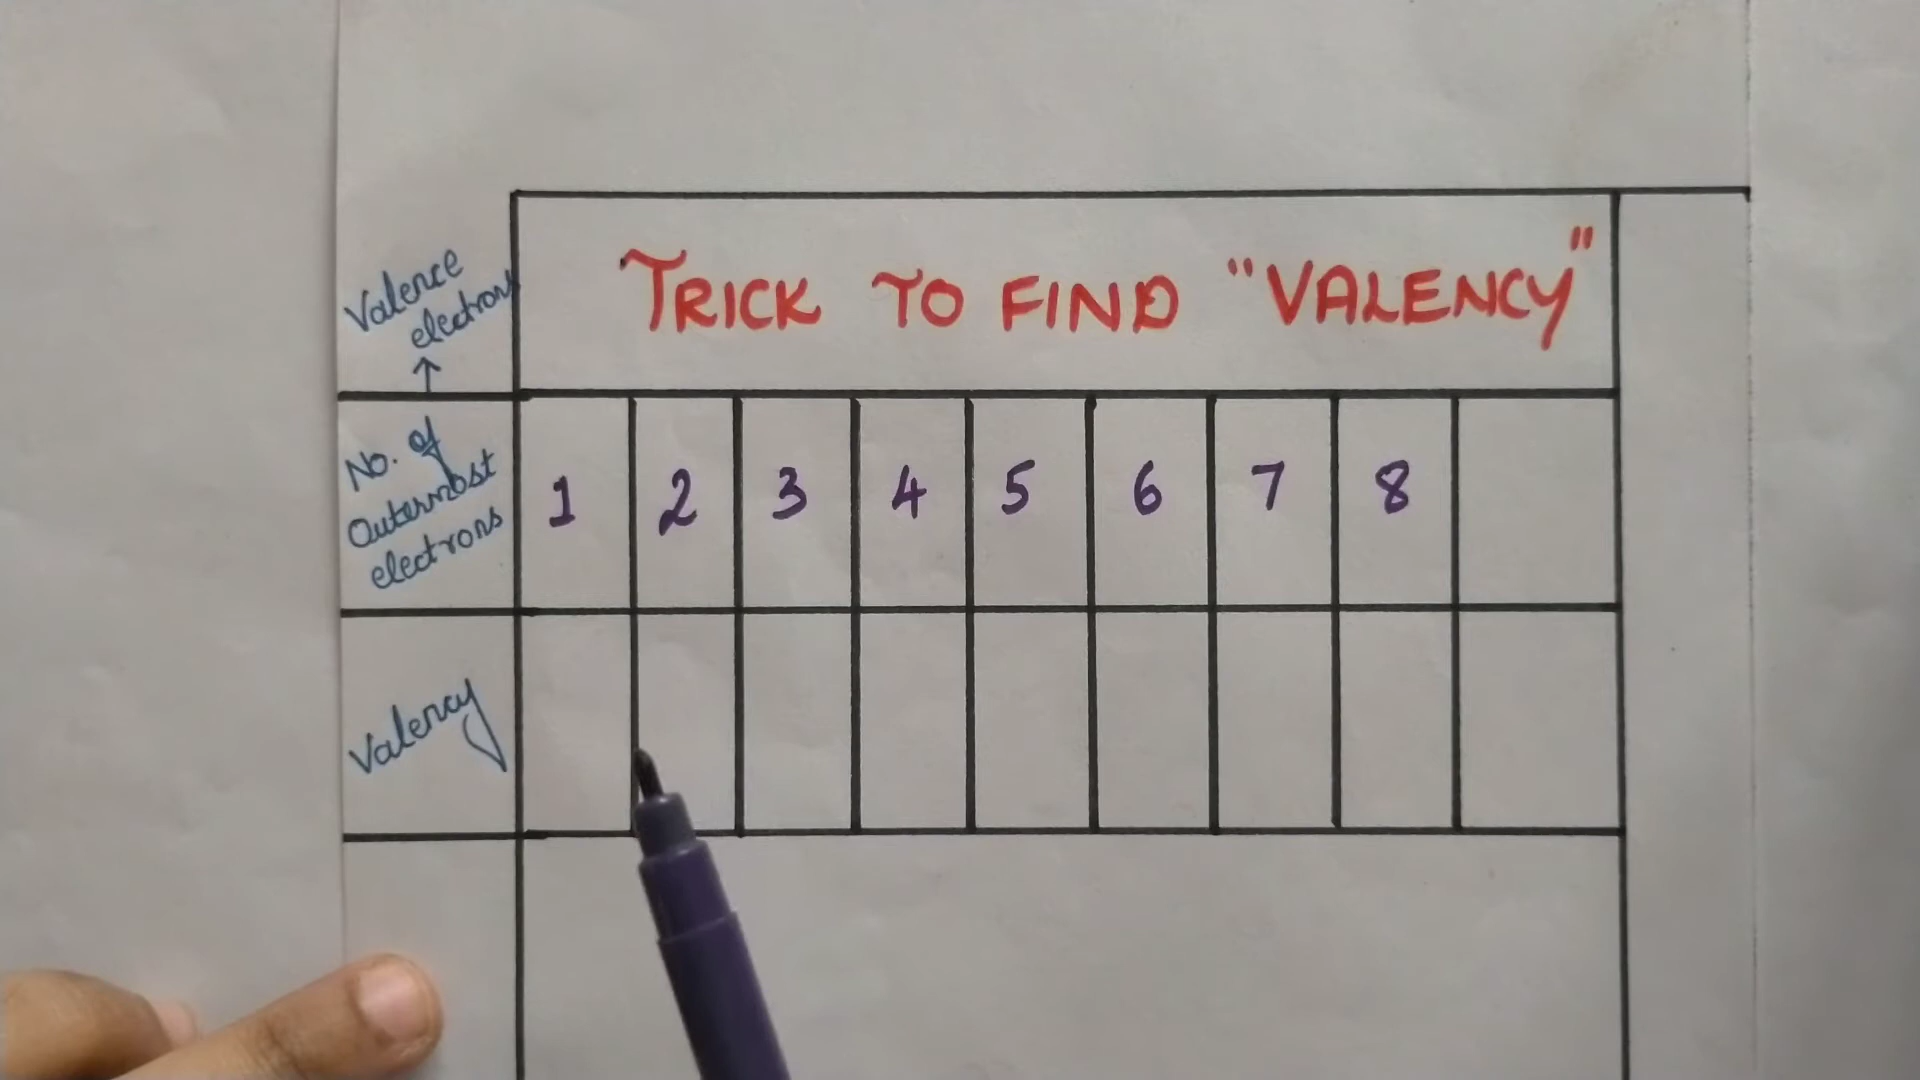 TRICK TO FIND "VALENCY"
Valence
electrons
↑
No. of
Outermost
electrons
1 2 3 4 5 6 7 8
Valency